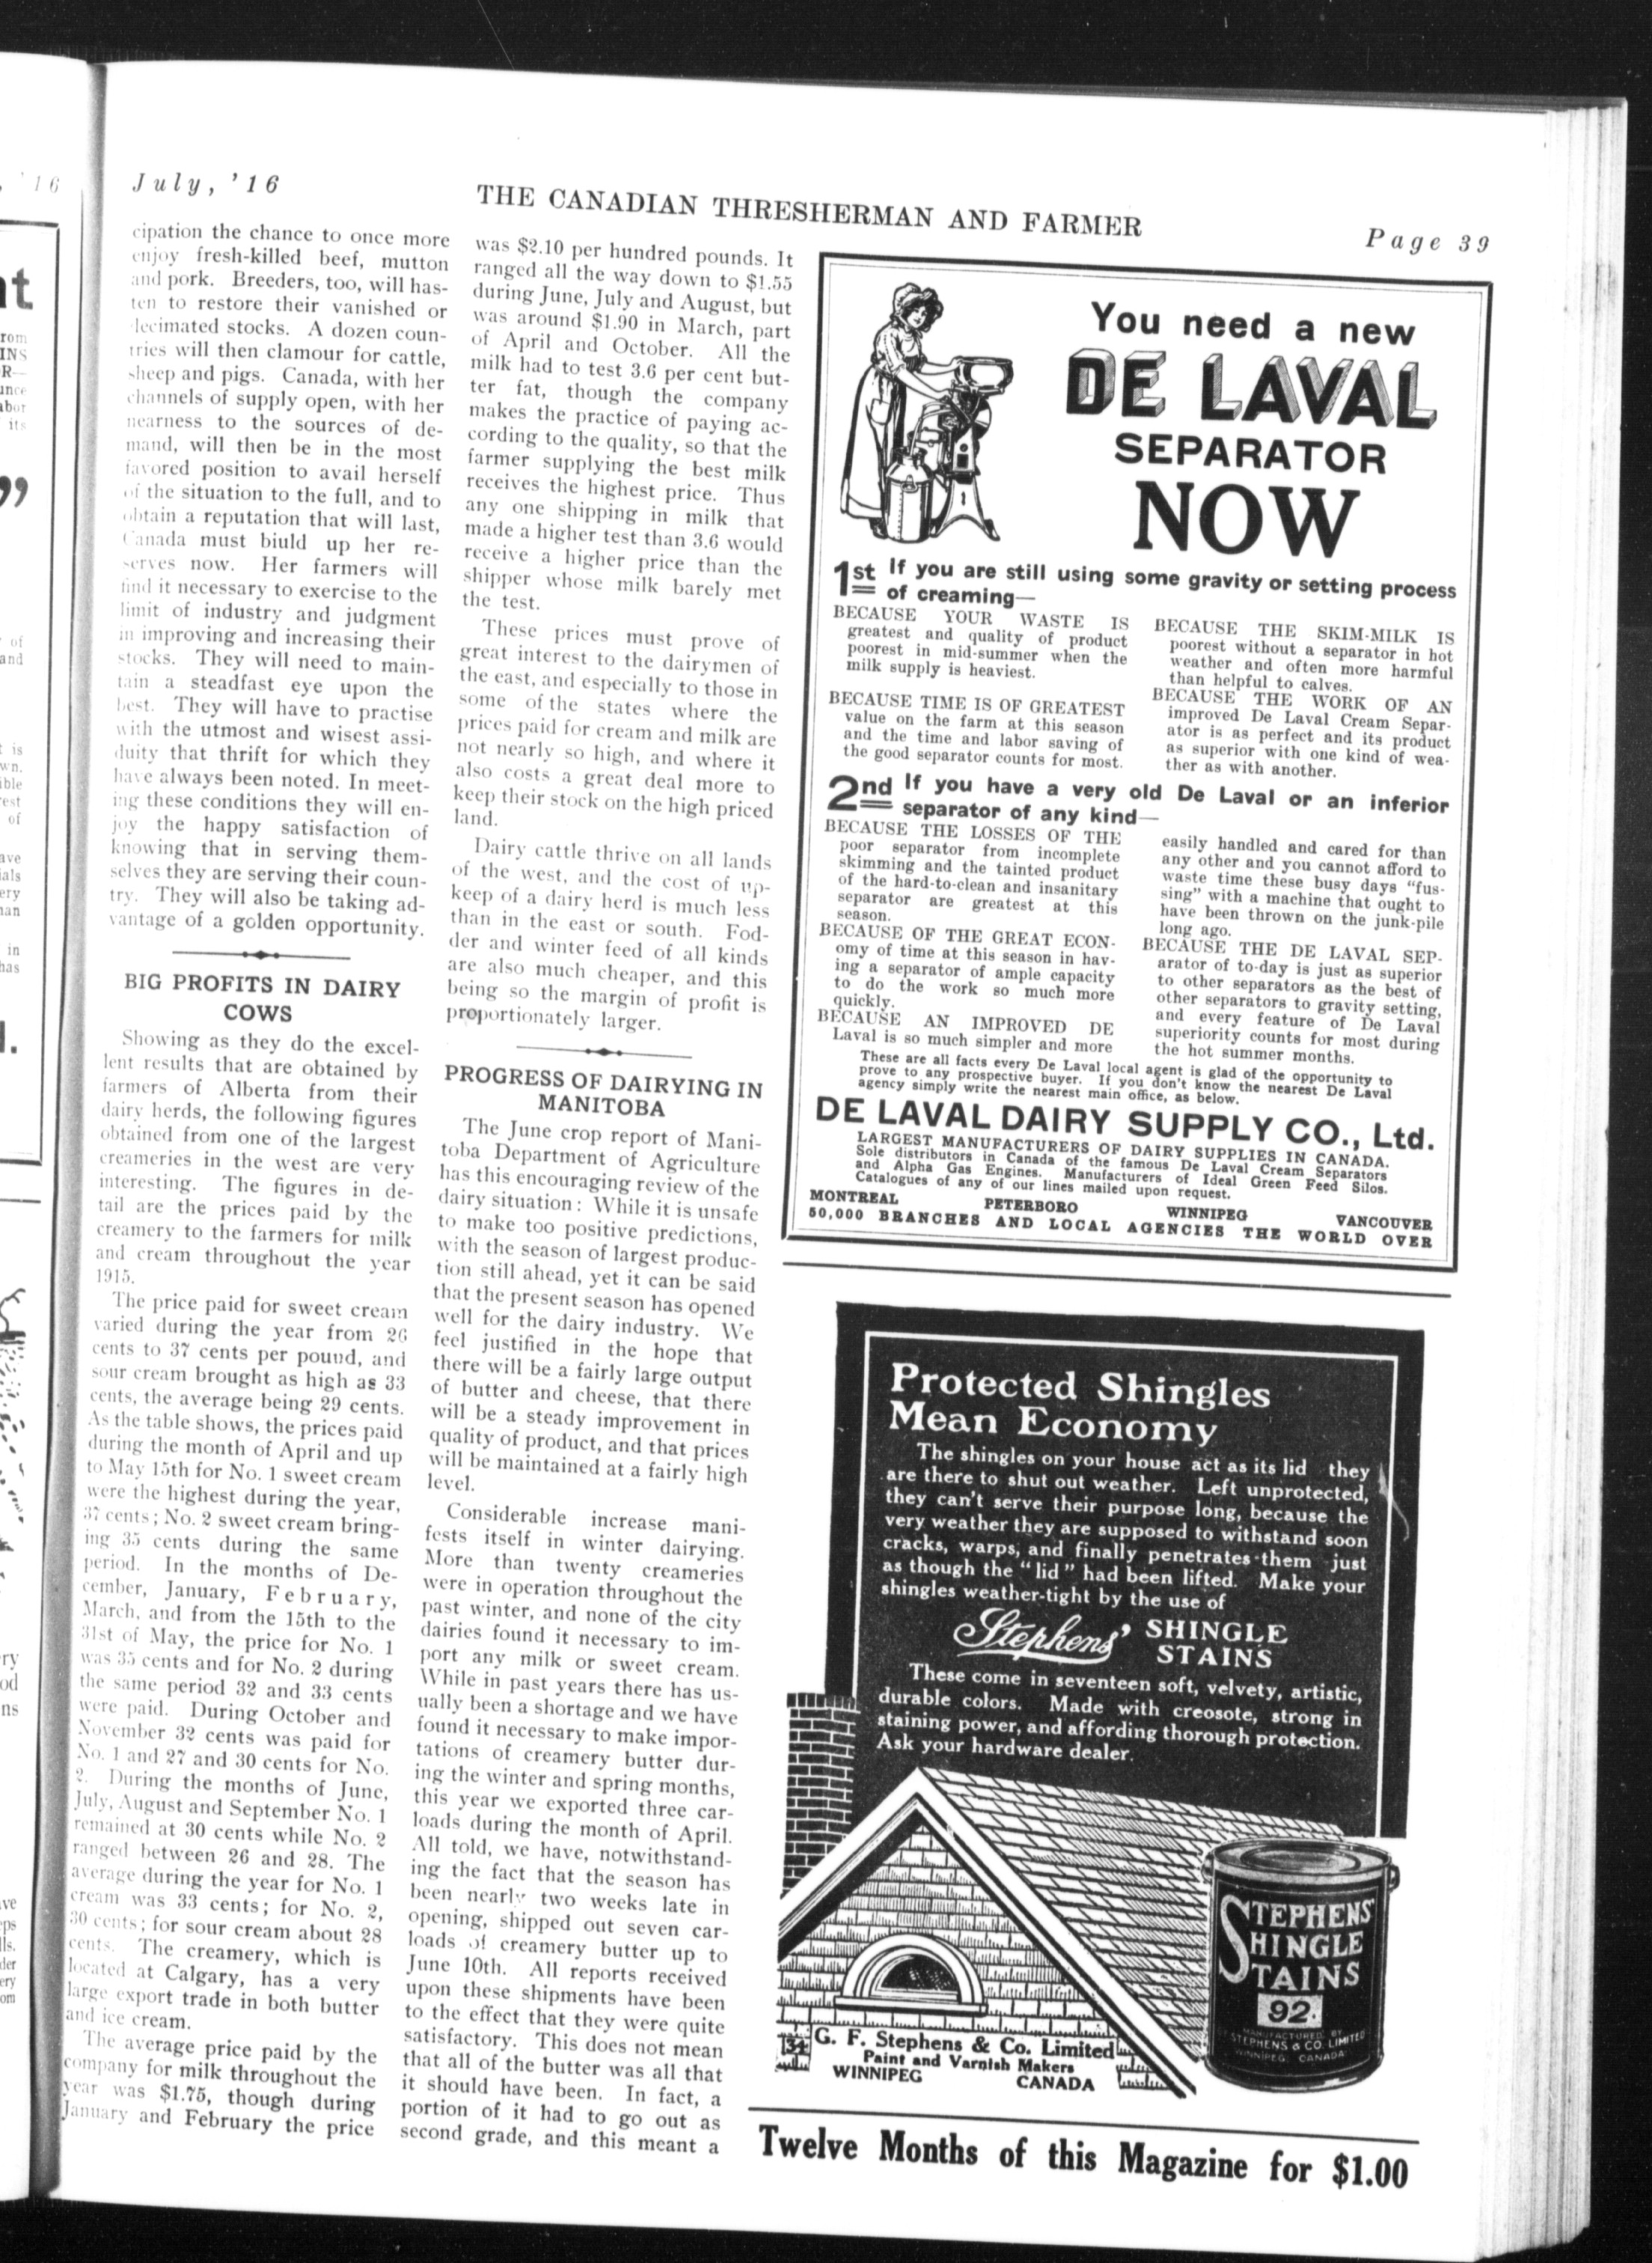 July, '16
THE CANADIAN THRESHERMAN AND FARMER
Page 39
cipation the chance to once more
enjoy fresh-killed beef, mutton
and pork. Breeders, too, will has-
ten to restore their vanished or
decimated stocks. A dozen coun-
tries will then clamour for cattle,
sheep and pigs. Canada, with her
channels of supply open, with her
nearness to the sources of de-
mand, will then be in the most
favored position to avail herself
of the situation to the full, and to
obtain a reputation that will last,
Canada must biuld up her re-
serves now. Her farmers will
find it necessary to exercise to the
limit of industry and judgment
in improving and increasing their
stocks. They will need to main-
tain a steadfast eye upon the
best. They will have to practise
with the utmost and wisest assi-
duity that thrift for which they
have always been noted. In meet-
ing these conditions they will en-
joy the happy satisfaction of
knowing that in serving them-
selves they are serving their coun-
try. They will also be taking ad-
vantage of a golden opportunity.
BIG PROFITS IN DAIRY
COWS
Showing as they do the excel-
lent results that are obtained by
farmers of Alberta from their
dairy herds, the following figures
obtained from one of the largest
creameries in the west are very
interesting. The figures in de-
tail are the prices paid by the
creamery to the farmers for milk
and cream throughout the year
1915.
The price paid for sweet cream
varied during the year from 26
cents to 37 cents per pound, and
sour cream brought as high as 33
cents, the average being 29 cents.
As the table shows, the prices paid
during the month of April and up
to May 15th for No. 1 sweet cream
were the highest during the year,
37 cents; No. 2 sweet cream bring-
ing 35 cents during the same
period. In the months of De-
cember, January, February,
March, and from the 15th to the
31st of May, the price for No. 1
was 35 cents and for No. 2 during
the same period 32 and 33 cents
were paid. During October and
November 32 cents was paid for
No. 1 and 27 and 30 cents for No.
2. During the months of June,
July, August and September No. 1
remained at 30 cents while No. 2
ranged between 26 and 28. The
average during the year for No. 1
cream was 33 cents; for No. 2,
30 cents; for sour cream about 28
cents. The creamery, which is
located at Calgary, has a very
large export trade in both butter
and ice cream.
The average price paid by the
company for milk throughout the
year was $1.75, though during
January and February the price
was $2.10 per hundred pounds. It
ranged all the way down to $1.55
during June, July and August, but
was around $1.90 in March, part
of April and October. All the
milk had to test 3.6 per cent but-
ter fat, though the company
makes the practice of paying ac-
cording to the quality, so that the
farmer supplying the best milk
receives the highest price. Thus
any one shipping in milk that
made a higher test than 3.6 would
receive a higher price than the
shipper whose milk barely met
the test.
These prices must prove of
great interest to the dairymen of
the east, and especially to those in
some of the states where the
prices paid for cream and milk are
not nearly so high, and where it
also costs a great deal more to
keep their stock on the high priced
land.
Dairy cattle thrive on all lands
of the west, and the cost of up-
keep of a dairy herd is much less
than in the east or south. Fod-
der and winter feed of all kinds
are also much cheaper, and this
being so the margin of profit is
proportionately larger.
PROGRESS OF DAIRYING IN
MANITOBA
The June crop report of Mani-
toba Department of Agriculture
has this encouraging review of the
dairy situation: While it is unsafe
to make too positive predictions,
with the season of largest produc-
tion still ahead, yet it can be said
that the present season has opened
well for the dairy industry. We
feel justified in the hope that
there will be a fairly large output
of butter and cheese, that there
will be a steady improvement in
quality of product, and that prices
will be maintained at a fairly high
level.
Considerable increase mani-
fests itself in winter dairying.
More than twenty creameries
were in operation throughout the
past winter, and none of the city
dairies found it necessary to im-
port any milk or sweet cream.
While in past years there has us-
ually been a shortage and we have
found it necessary to make impor-
tations of creamery butter dur-
ing the winter and spring months,
this year we exported three car-
loads during the month of April.
All told, we have, notwithstand-
ing the fact that the season has
been nearly two weeks late in
opening, shipped out seven car-
loads of creamery butter up to
June 10th. All reports received
upon these shipments have been
to the effect that they were quite
satisfactory. This does not mean
that all of the butter was all that
it should have been. In fact, a
portion of it had to go out as
second grade, and this meant a
You need a new
DE LAVAL
SEPARATOR
NOW
1st If you are still using some gravity or setting process
of creaming—
BECAUSE YOUR WASTE IS
greatest and quality of product
poorest in mid-summer when the
milk supply is heaviest.
BECAUSE TIME IS OF GREATEST
value on the farm at this season
and the time and labor saving of
the good separator counts for most.
BECAUSE THE SKIM-MILK IS
poorest without a separator in hot
weather and often more harmful
than helpful to calves.
BECAUSE THE WORK OF AN
improved De Laval Cream Separ-
ator is as perfect and its product
as superior with one kind of wea-
ther as with another.
2nd If you have a very old De Laval or an inferior
separator of any kind—
BECAUSE THE LOSSES OF THE
poor separator from incomplete
skimming and the tainted product
of the hard-to-clean and insanitary
separator are greatest at this
season.
BECAUSE OF THE GREAT ECON-
omy of time at this season in hav-
ing a separator of ample capacity
to do the work so much more
quickly.
BECAUSE AN IMPROVED DE
Laval is so much simpler and more
easily handled and cared for than
any other and you cannot afford to
waste time these busy days "fus-
sing" with a machine that ought to
have been thrown on the junk-pile
long ago.
BECAUSE THE DE LAVAL SEP-
arator of to-day is just as superior
to other separators as the best of
other separators to gravity setting,
and every feature of De Laval
superiority counts for most during
the hot summer months.
These are all facts every De Laval local agent is glad of the opportunity to
prove to any prospective buyer. If you don't know the nearest De Laval
agency simply write the nearest main office, as below.
DE LAVAL DAIRY SUPPLY CO., Ltd.
LARGEST MANUFACTURERS OF DAIRY SUPPLIES IN CANADA.
Sole distributors in Canada of the famous De Laval Cream Separators
and Alpha Gas Engines. Manufacturers of Ideal Green Feed Silos.
Catalogues of any of our lines mailed upon request.
MONTREAL PETERBORO WINNIPEG VANCOUVER
50,000 BRANCHES AND LOCAL AGENCIES THE WORLD OVER
Protected Shingles
Mean Economy
The shingles on your house act as its lid they
are there to shut out weather. Left unprotected,
they can't serve their purpose long, because the
very weather they are supposed to withstand soon
cracks, warps, and finally penetrates them just
as though the "lid" had been lifted. Make your
shingles weather-tight by the use of
Stephens' SHINGLE
STAINS
These come in seventeen soft, velvety, artistic,
durable colors. Made with creosote, strong in
staining power, and affording thorough protection.
Ask your hardware dealer.
STEPHENS'
SHINGLE
STAINS
92.
MANUFACTURED BY
STEPHENS & CO. LIMITED
WINNIPEG CANADA
134
G. F. Stephens & Co. Limited
Paint and Varnish Makers
WINNIPEG CANADA
Twelve Months of this Magazine for $1.00